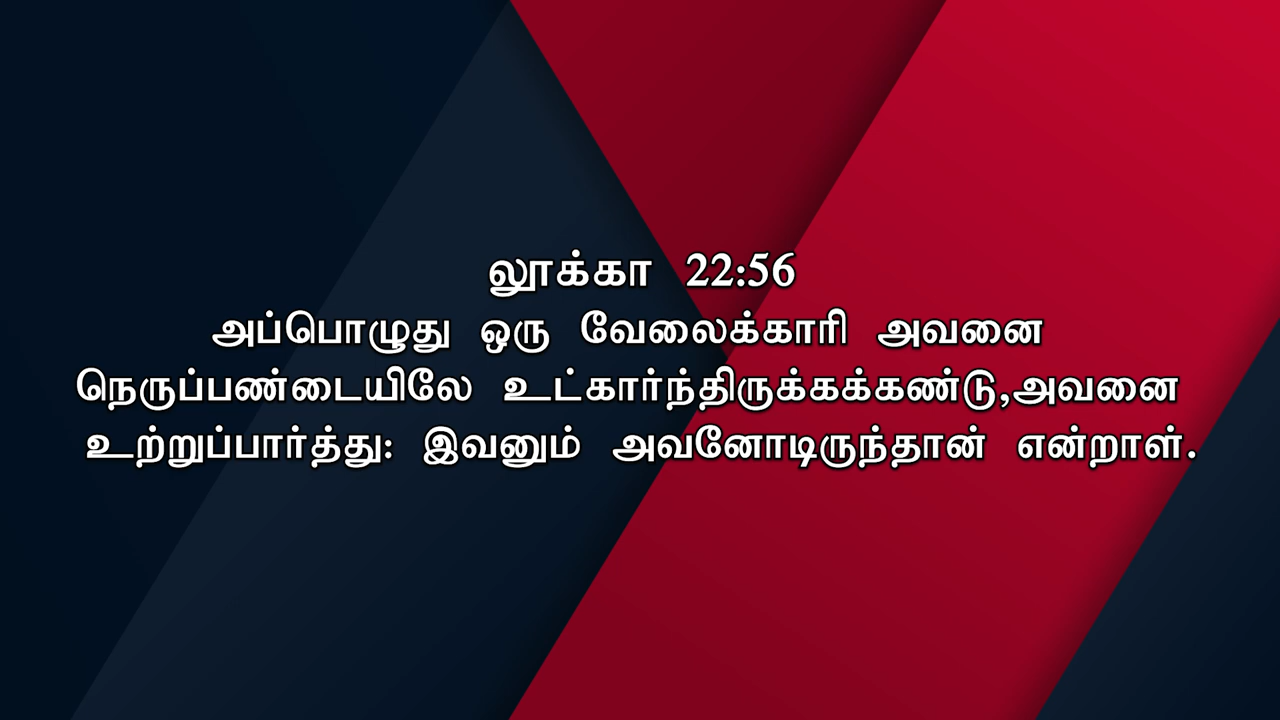 லூக்கா 22:56
அப்பொழுது ஒரு வேலைக்காரி அவனை
நெருப்பண்டையிலே உட்கார்ந்திருக்கக்கண்டு,அவனை
உற்றுப்பார்த்து: இவனும் அவனோடிருந்தான் என்றாள்.